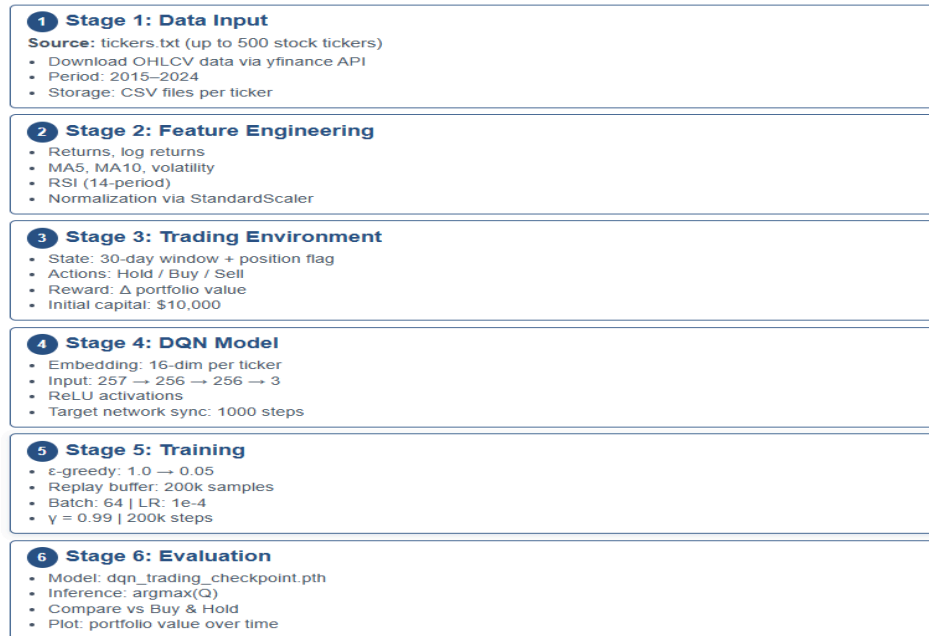 1 Stage 1: Data Input
Source: tickers.txt (up to 500 stock tickers)
• Download OHLCV data via yfinance API
• Period: 2015–2024
• Storage: CSV files per ticker
2 Stage 2: Feature Engineering
• Returns, log returns
• MA5, MA10, volatility
• RSI (14-period)
• Normalization via StandardScaler
3 Stage 3: Trading Environment
• State: 30-day window + position flag
• Actions: Hold / Buy / Sell
• Reward: Δ portfolio value
• Initial capital: $10,000
4 Stage 4: DQN Model
• Embedding: 16-dim per ticker
• Input: 257 → 256 → 256 → 3
• ReLU activations
• Target network sync: 1000 steps
5 Stage 5: Training
• ε-greedy: 1.0 → 0.05
• Replay buffer: 200k samples
• Batch: 64 | LR: 1e-4
• γ = 0.99 | 200k steps
6 Stage 6: Evaluation
• Model: dqn_trading_checkpoint.pth
• Inference: argmax(Q)
• Compare vs Buy & Hold
• Plot: portfolio value over time